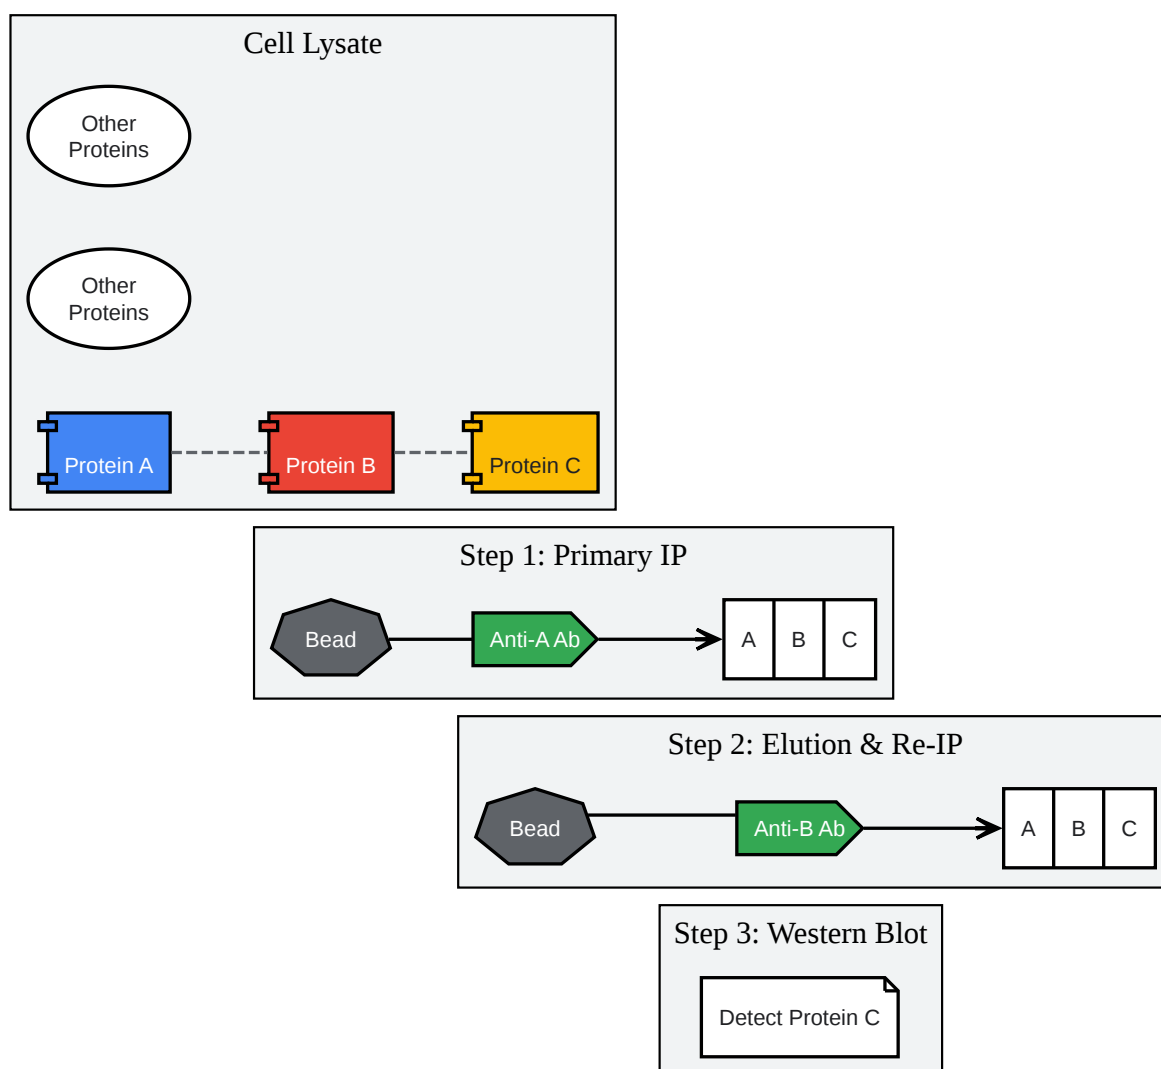 Cell Lysate
Other
Proteins
Other
Proteins
Protein A
Protein B
Protein C
Step 1: Primary IP
Bead
Anti-A Ab
A
B
C
Step 2: Elution & Re-IP
Bead
Anti-B Ab
A
B
C
Step 3: Western Blot
Detect Protein C